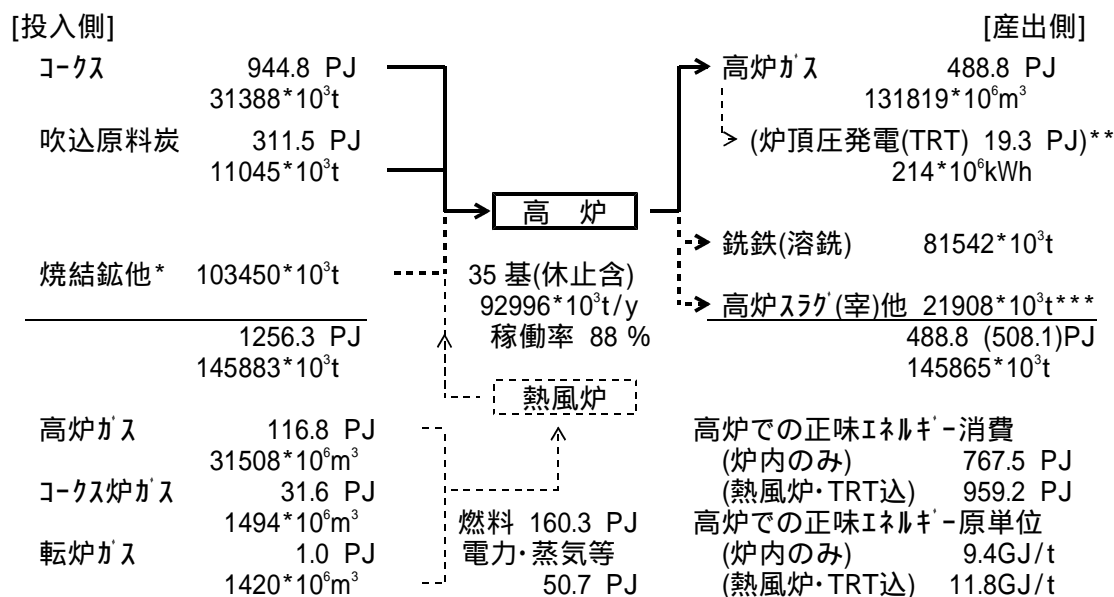 [投入側] [産出側]
コークス 944.8 PJ 高炉ガス 488.8 PJ
31388*10³t 131819*10⁶m³
吹込原料炭 311.5 PJ (炉頂圧発電(TRT) 19.3 PJ)**
11045*10³t 214*10⁶kWh
高 炉
銑鉄(溶銑) 81542*10³t
焼結鉱他* 103450*10³t 35 基(休止含)
92996*10³t/y 高炉スラグ(宰)他 21908*10³t***
1256.3 PJ 稼働率 88 % 488.8 (508.1)PJ
145883*10³t 145865*10³t
熱風炉
高炉ガス 116.8 PJ 高炉での正味エネルギー消費
31508*10⁶m³ (炉内のみ) 767.5 PJ
コークス炉ガス 31.6 PJ (熱風炉・TRT込) 959.2 PJ
1494*10⁶m³ 燃料 160.3 PJ 高炉での正味エネルギー原単位
転炉ガス 1.0 PJ 電力・蒸気等 (炉内のみ) 9.4GJ/t
1420*10⁶m³ 50.7 PJ (熱風炉・TRT込) 11.8GJ/t